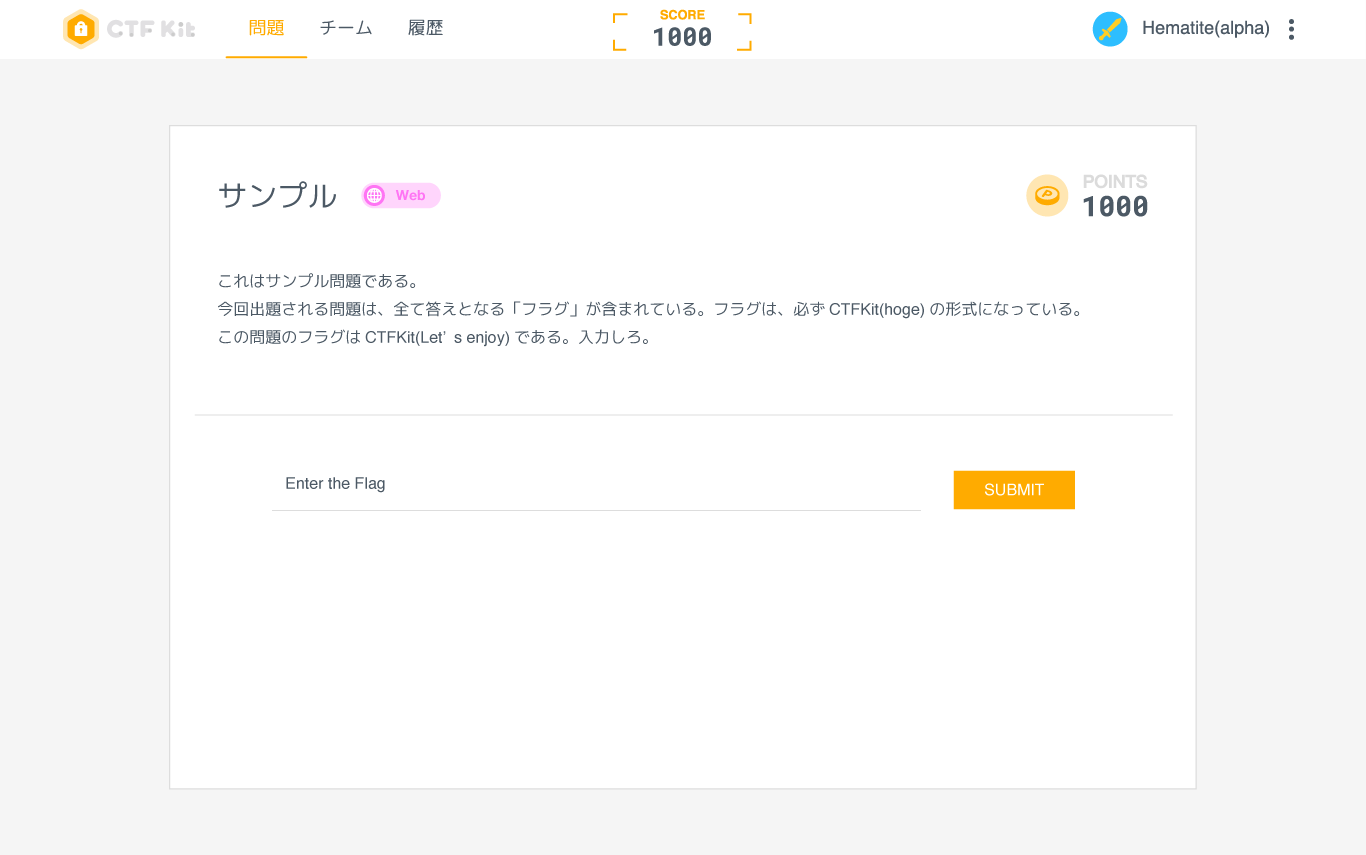 CTF Kit
問題
チーム
履歴
SCORE
1000
Hematite(alpha)
サンプル
Web
POINTS
1000
これはサンプル問題である。
今回出題される問題は、全て答えとなる「フラグ」が含まれている。フラグは、必ず CTFKit(hoge) の形式になっている。
この問題のフラグは CTFKit(Let’s enjoy) である。入力しろ。
Enter the Flag
SUBMIT